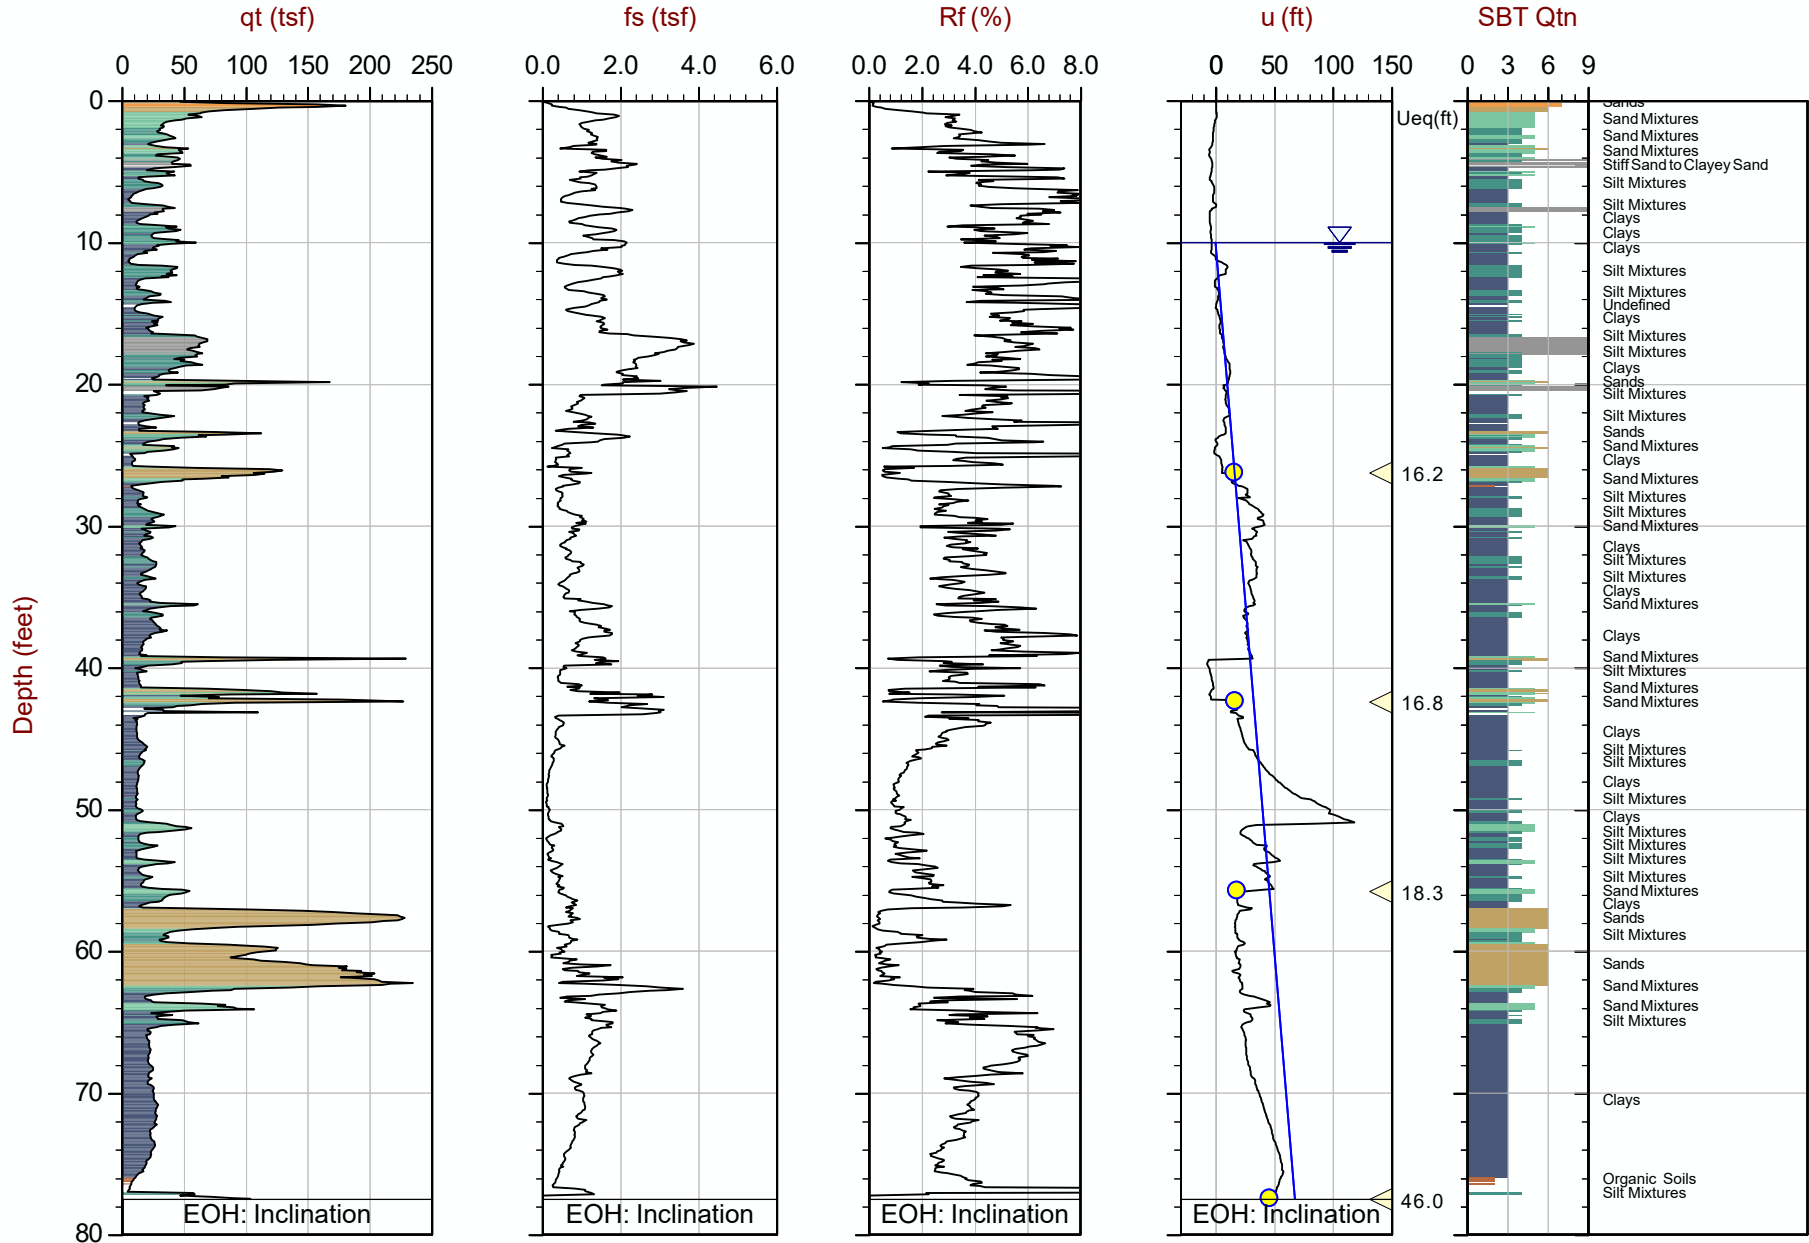 qt (tsf)
fs (tsf)
Rf (%)
u (ft)
SBT Qtn
0 50 100 150 200 250
0.0 2.0 4.0 6.0
0.0 2.0 4.0 6.0 8.0
0 50 100 150
0 3 6 9
Depth (feet)
0
10
20
30
40
50
60
70
80
Ueq(ft)
16.2
16.8
18.3
46.0
Sands
Sand Mixtures
Sand Mixtures
Sand Mixtures
Stiff Sand to Clayey Sand
Silt Mixtures
Silt Mixtures
Clays
Clays
Clays
Silt Mixtures
Silt Mixtures
Undefined
Clays
Silt Mixtures
Silt Mixtures
Clays
Sands
Silt Mixtures
Silt Mixtures
Sands
Sand Mixtures
Clays
Sand Mixtures
Silt Mixtures
Silt Mixtures
Sand Mixtures
Clays
Silt Mixtures
Silt Mixtures
Clays
Sand Mixtures
Clays
Sand Mixtures
Silt Mixtures
Sand Mixtures
Sand Mixtures
Clays
Silt Mixtures
Silt Mixtures
Clays
Silt Mixtures
Clays
Silt Mixtures
Silt Mixtures
Silt Mixtures
Sand Mixtures
Clays
Sands
Silt Mixtures
Sands
Sand Mixtures
Sand Mixtures
Silt Mixtures
Clays
Organic Soils
Silt Mixtures
EOH: Inclination
EOH: Inclination
EOH: Inclination
EOH: Inclination